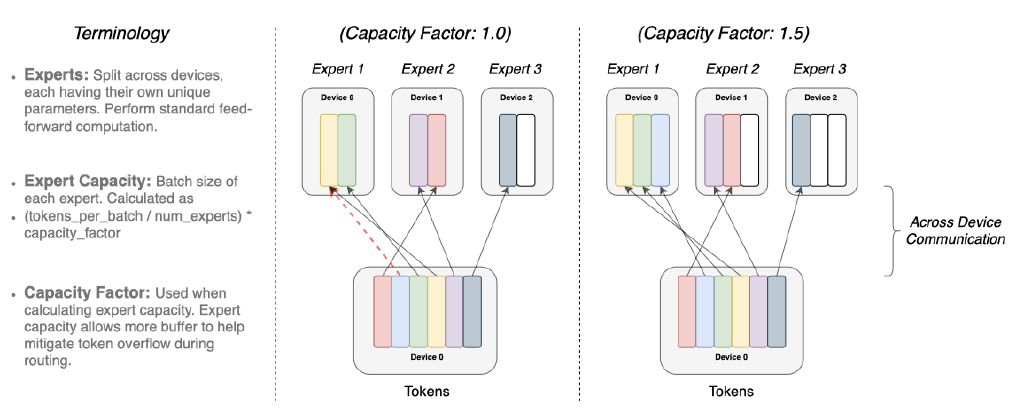 Terminology
• Experts: Split across devices,
each having their own unique
parameters. Perform standard feed-
forward computation.
• Expert Capacity: Batch size of
each expert. Calculated as
• (tokens_per_batch / num_experts) *
capacity_factor
• Capacity Factor: Used when
calculating expert capacity. Expert
capacity allows more buffer to help
mitigate token overflow during
routing.
(Capacity Factor: 1.0)
Expert 1 Expert 2 Expert 3
Device 0 Device 1 Device 2
Device 0
Tokens
(Capacity Factor: 1.5)
Expert 1 Expert 2 Expert 3
Device 0 Device 1 Device 2
Device 0
Tokens
Across Device
Communication